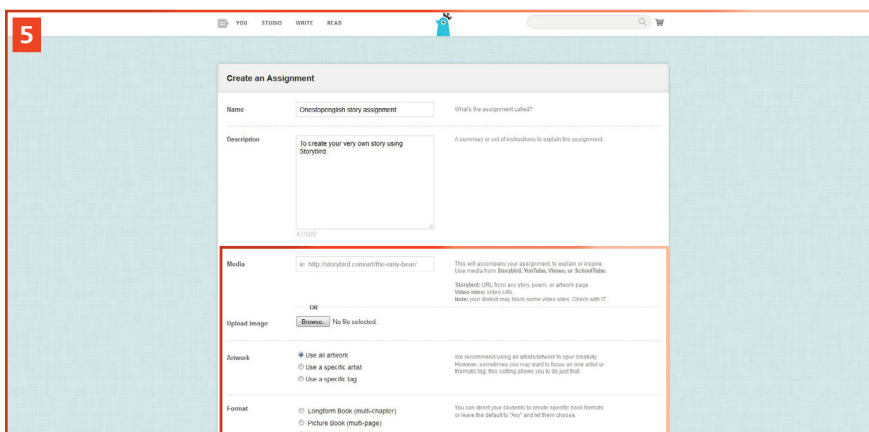 5
YOU STUDIO WRITE READ
Create an Assignment
Name
Onestopenglish story assignment
What's the assignment called?
Description
To create your very own story using
Storybird.
A summary or set of instructions to explain the assignment.
47/500
Media
ie: http://storybird.com/art/the-only-bean/
This will accompany your assignment, to explain or inspire.
Use media from Storybird, YouTube, Vimeo, or SchoolTube.
Storybird: URL from any story, poem, or artwork page
Video sites: Video URL.
Note: your district may block some video sites. Check with IT.
OR
Upload Image
Browse.. No file selected.
Artwork
Use all artwork
Use a specific artist
Use a specific tag
We recommend using all artists/artwork to spur creativity.
However, sometimes you may want to focus on one artist or
thematic tag; this setting allows you to do just that.
Format
Longform Book (multi-chapter)
Picture Book (multi-page)
You can direct your students to create specific book formats
or leave the default to "Any" and let them choose.